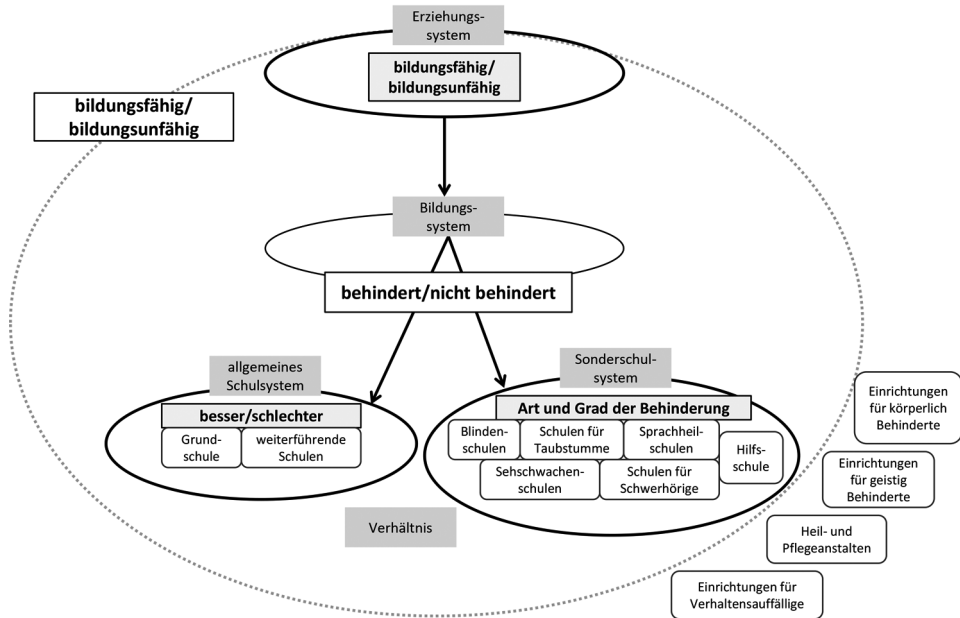 Erziehungs-
system
bildungsfähig/
bildungsunfähig
bildungsfähig/
bildungsunfähig
Bildungs-
system
behindert/nicht behindert
allgemeines
Schulsystem
besser/schlechter
Grund-
schule
weiterführende
Schulen
Sonderschul-
system
Art und Grad der Behinderung
Blinden-
schulen
Schulen für
Taubstumme
Sprachheil-
schulen
Hilfs-
schule
Sehschwachen-
schulen
Schulen für
Schwerhörige
Verhältnis
Einrichtungen
für körperlich
Behinderte
Einrichtungen
für geistig
Behinderte
Heil- und
Pflegeanstalten
Einrichtungen für
Verhaltensauffällige